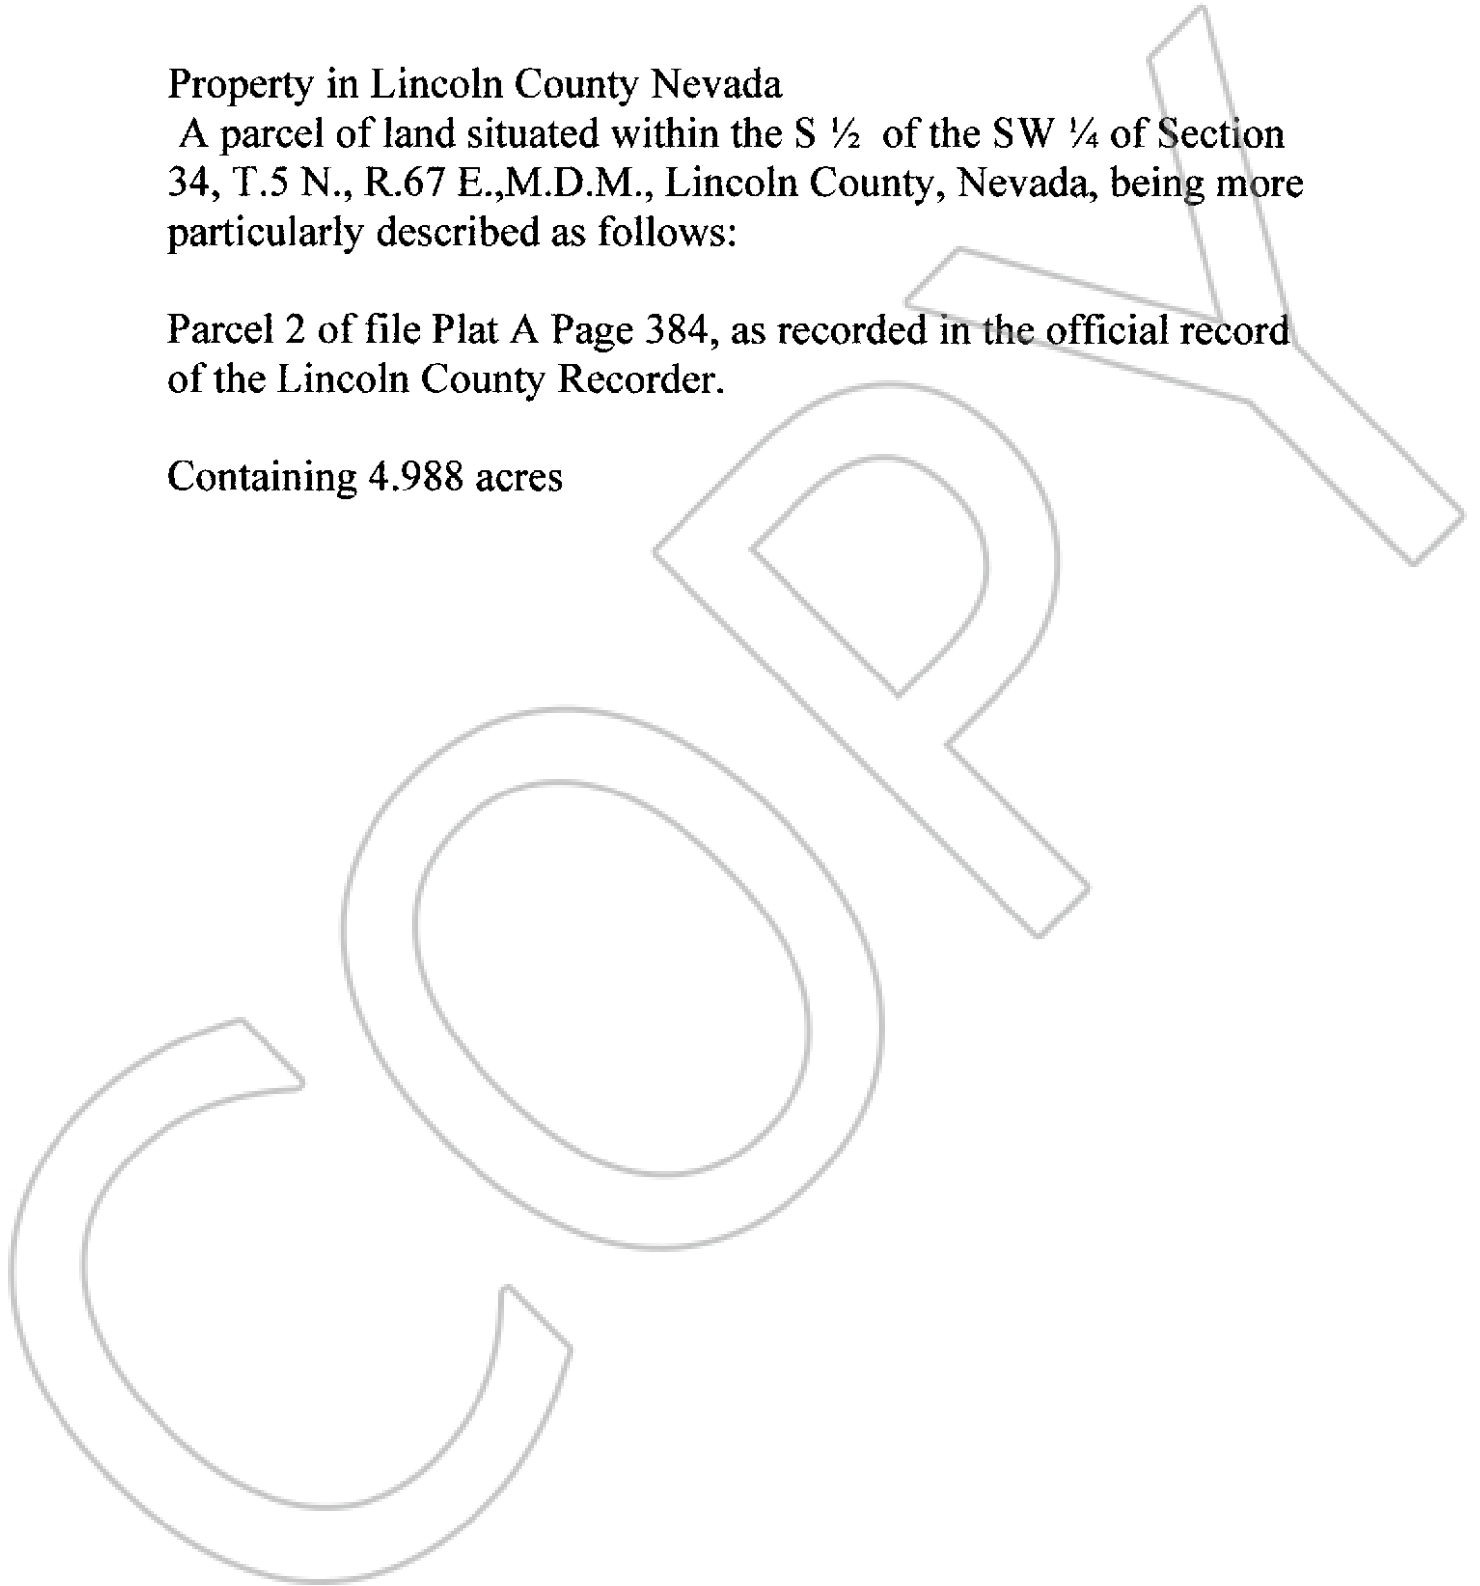 Property in Lincoln County Nevada
A parcel of land situated within the S ½ of the SW ¼ of Section
34, T.5 N., R.67 E.,M.D.M., Lincoln County, Nevada, being more
particularly described as follows:
Parcel 2 of file Plat A Page 384, as recorded in the official record
of the Lincoln County Recorder.
Containing 4.988 acres
COPY